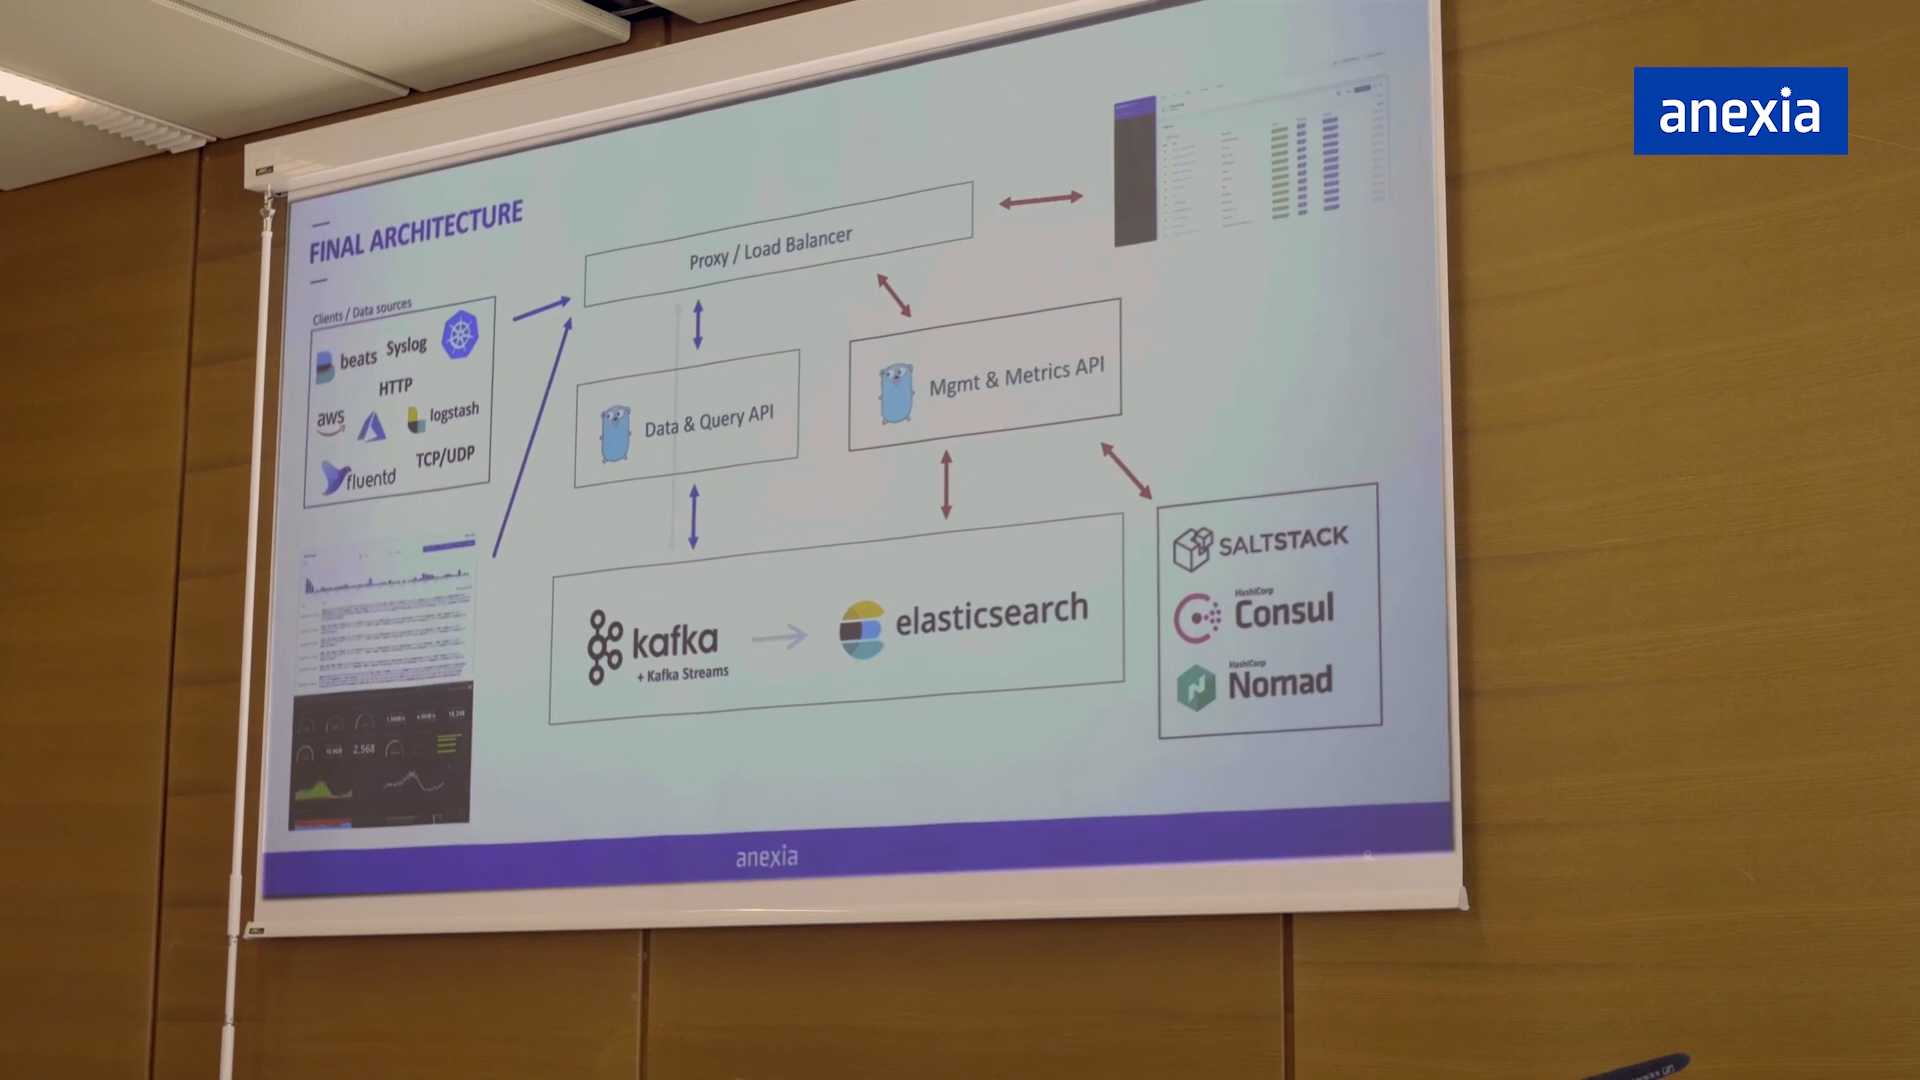 anexia
FINAL ARCHITECTURE
Clients / Data sources
beats
Syslog
HTTP
aws
logstash
fluentd
TCP/UDP
Proxy / Load Balancer
Data & Query API
Mgmt & Metrics API
kafka
+ Kafka Streams
elasticsearch
SALTSTACK
HashiCorp
Consul
HashiCorp
Nomad
2,568
anexia